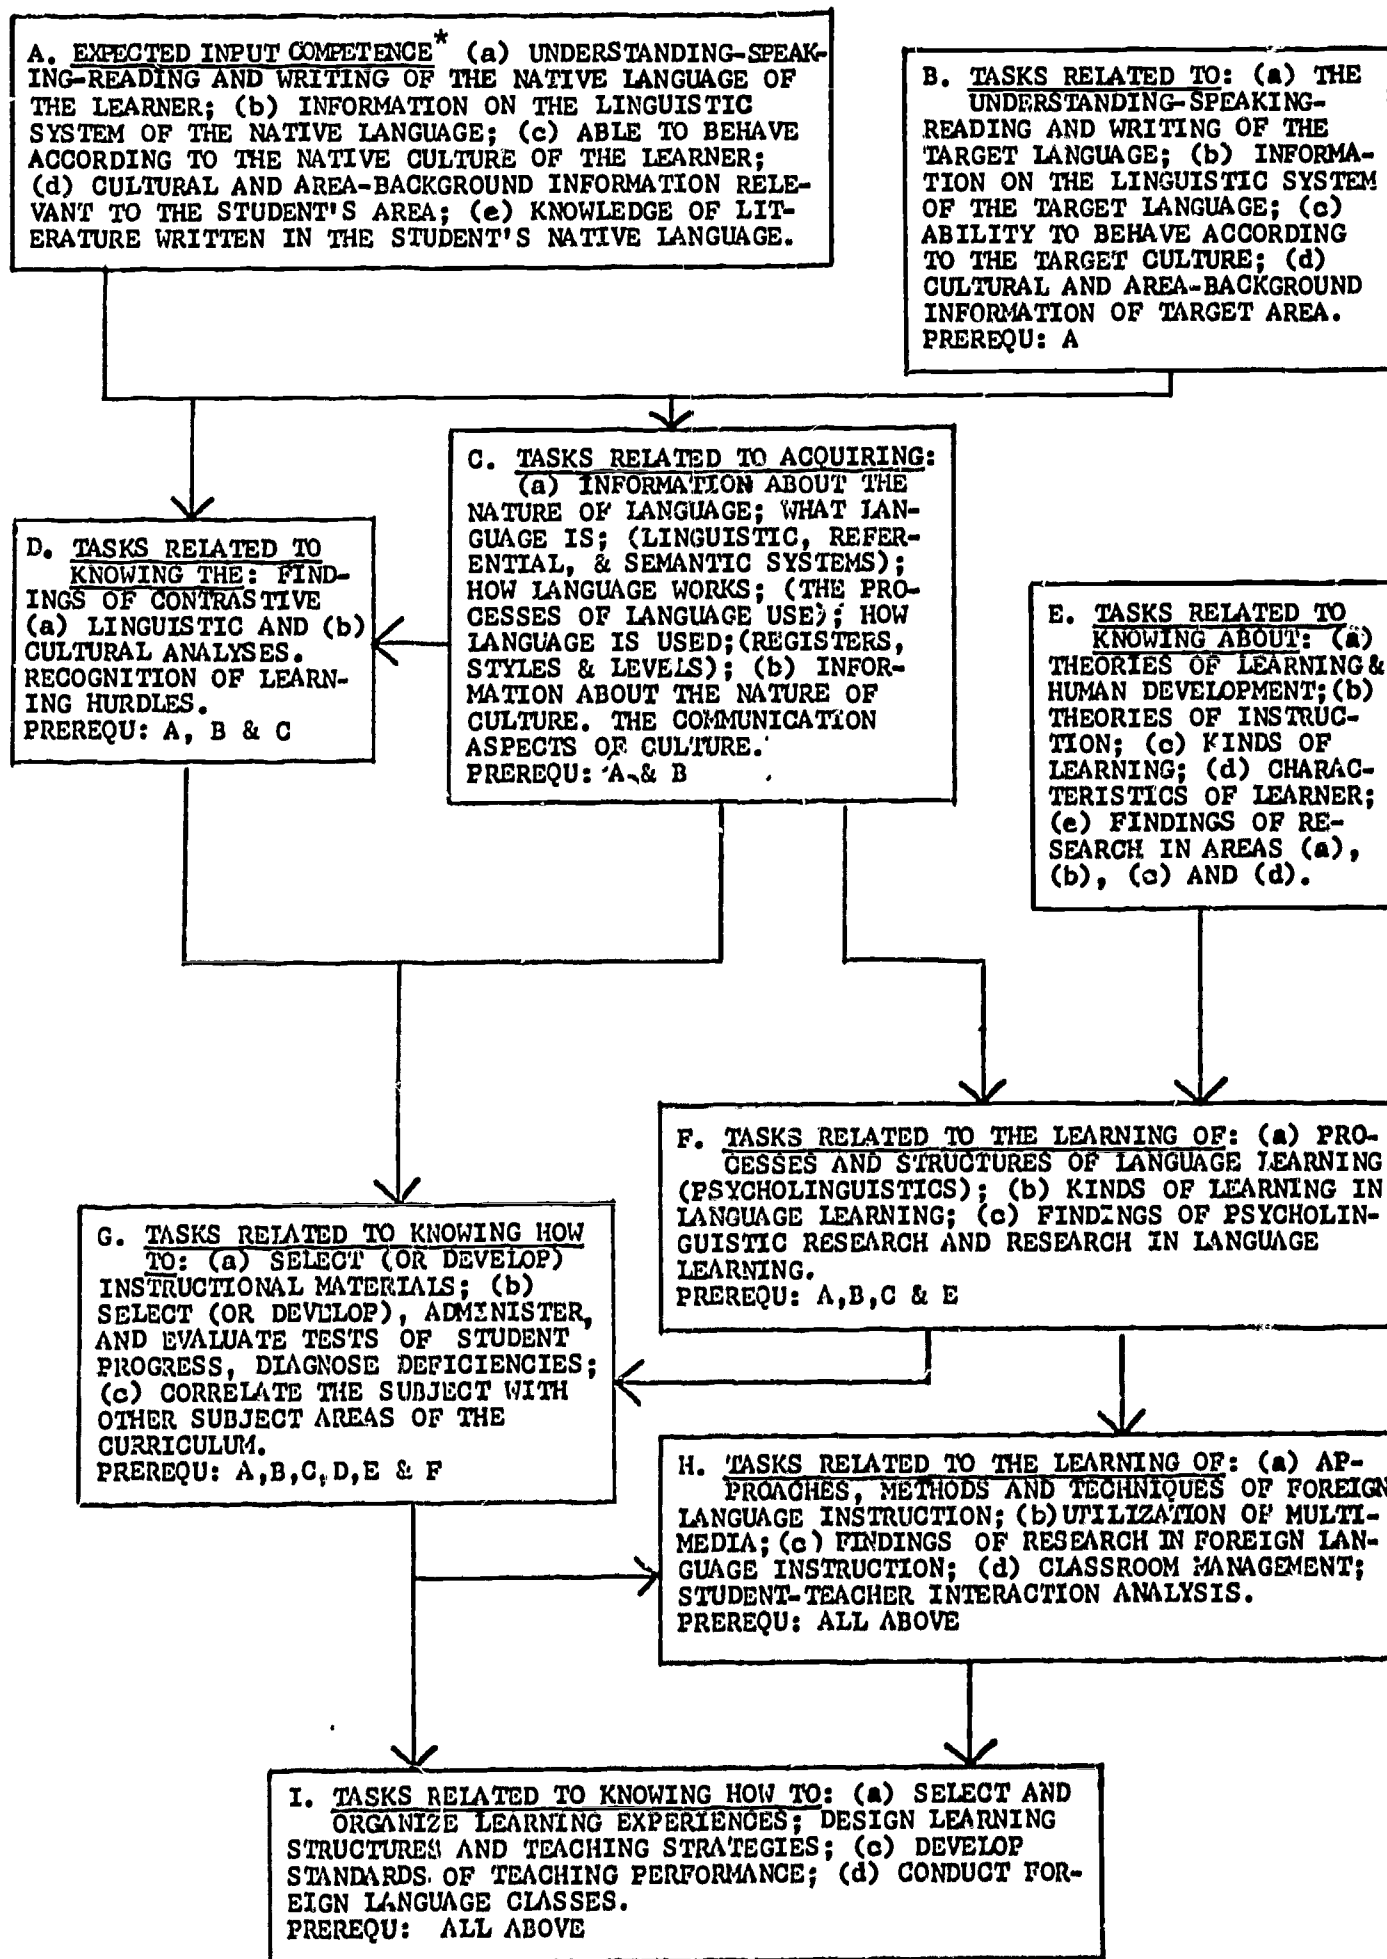 A. EXPECTED INPUT COMPETENCE* (a) UNDERSTANDING-SPEAK-
ING-READING AND WRITING OF THE NATIVE LANGUAGE OF
THE LEARNER; (b) INFORMATION ON THE LINGUISTIC
SYSTEM OF THE NATIVE LANGUAGE; (c) ABLE TO BEHAVE
ACCORDING TO THE NATIVE CULTURE OF THE LEARNER;
(d) CULTURAL AND AREA-BACKGROUND INFORMATION RELE-
VANT TO THE STUDENT'S AREA; (e) KNOWLEDGE OF LIT-
ERATURE WRITTEN IN THE STUDENT'S NATIVE LANGUAGE.
B. TASKS RELATED TO: (a) THE
UNDERSTANDING-SPEAKING-
READING AND WRITING OF THE
TARGET LANGUAGE; (b) INFORMA-
TION ON THE LINGUISTIC SYSTEM
OF THE TARGET LANGUAGE; (c)
ABILITY TO BEHAVE ACCORDING
TO THE TARGET CULTURE; (d)
CULTURAL AND AREA-BACKGROUND
INFORMATION OF TARGET AREA.
PREREQU: A
C. TASKS RELATED TO ACQUIRING:
(a) INFORMATION ABOUT THE
NATURE OF LANGUAGE; WHAT LAN-
GUAGE IS; (LINGUISTIC, REFER-
ENTIAL, & SEMANTIC SYSTEMS);
HOW LANGUAGE WORKS; (THE PRO-
CESSES OF LANGUAGE USE); HOW
LANGUAGE IS USED;(REGISTERS,
STYLES & LEVELS); (b) INFOR-
MATION ABOUT THE NATURE OF
CULTURE. THE COMMUNICATION
ASPECTS OF CULTURE.
PREREQU: A & B
D. TASKS RELATED TO
KNOWING THE: FIND-
INGS OF CONTRASTIVE
(a) LINGUISTIC AND (b)
CULTURAL ANALYSES.
RECOGNITION OF LEARN-
ING HURDLES.
PREREQU: A, B & C
E. TASKS RELATED TO
KNOWING ABOUT: (a)
THEORIES OF LEARNING &
HUMAN DEVELOPMENT;(b)
THEORIES OF INSTRUC-
TION; (c) KINDS OF
LEARNING; (d) CHARAC-
TERISTICS OF LEARNER;
(e) FINDINGS OF RE-
SEARCH IN AREAS (a),
(b), (c) AND (d).
F. TASKS RELATED TO THE LEARNING OF: (a) PRO-
CESSES AND STRUCTURES OF LANGUAGE LEARNING
(PSYCHOLINGUISTICS); (b) KINDS OF LEARNING IN
LANGUAGE LEARNING; (c) FINDINGS OF PSYCHOLIN-
GUISTIC RESEARCH AND RESEARCH IN LANGUAGE
LEARNING.
PREREQU: A,B,C & E
G. TASKS RELATED TO KNOWING HOW
TO: (a) SELECT (OR DEVELOP)
INSTRUCTIONAL MATERIALS; (b)
SELECT (OR DEVELOP), ADMINISTER,
AND EVALUATE TESTS OF STUDENT
PROGRESS, DIAGNOSE DEFICIENCIES;
(c) CORRELATE THE SUBJECT WITH
OTHER SUBJECT AREAS OF THE
CURRICULUM.
PREREQU: A,B,C,D,E & F
H. TASKS RELATED TO THE LEARNING OF: (a) AP-
PROACHES, METHODS AND TECHNIQUES OF FOREIGN
LANGUAGE INSTRUCTION; (b)UTILIZATION OF MULTI-
MEDIA;(c) FINDINGS OF RESEARCH IN FOREIGN LAN-
GUAGE INSTRUCTION; (d) CLASSROOM MANAGEMENT;
STUDENT-TEACHER INTERACTION ANALYSIS.
PREREQU: ALL ABOVE
I. TASKS RELATED TO KNOWING HOW TO: (a) SELECT AND
ORGANIZE LEARNING EXPERIENCES; DESIGN LEARNING
STRUCTURES AND TEACHING STRATEGIES; (c) DEVELOP
STANDARDS OF TEACHING PERFORMANCE; (d) CONDUCT FOR-
EIGN LANGUAGE CLASSES.
PREREQU: ALL ABOVE